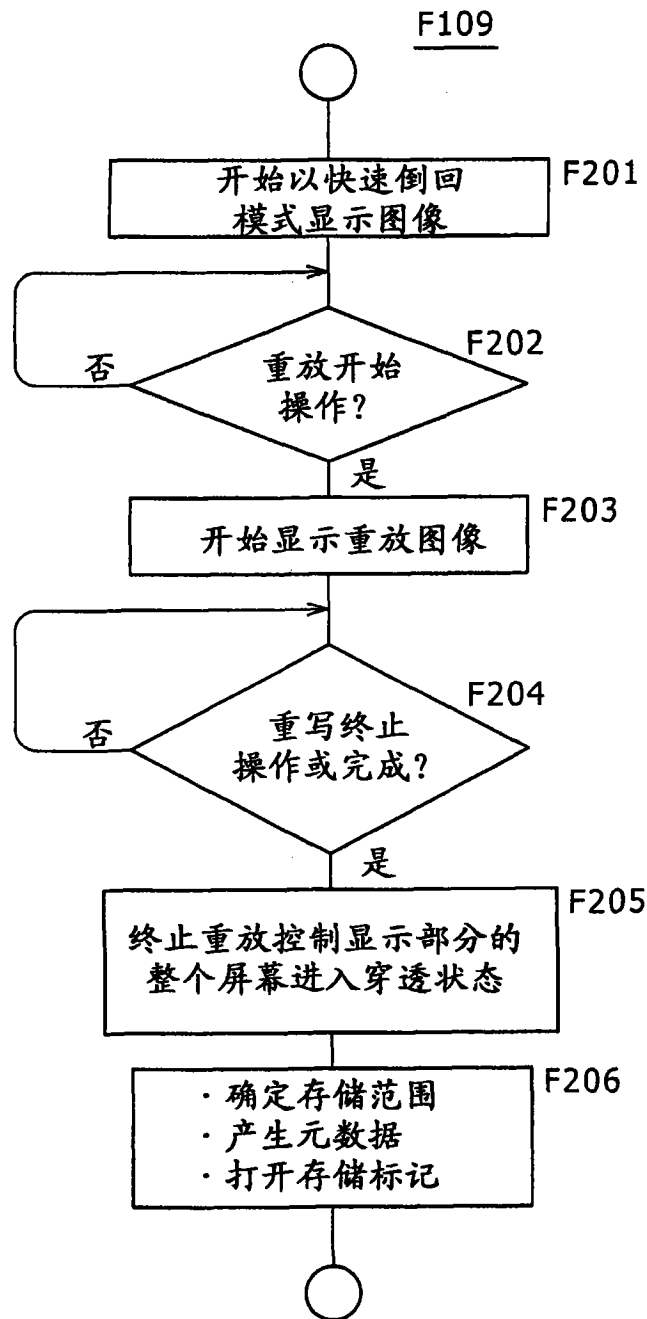 F109
开始以快速倒回
模式显示图像
F201
F202
否
重放开始
操作?
是
F203
开始显示重放图像
F204
否
重写终止
操作或完成?
是
F205
终止重放控制显示部分的
整个屏幕进入穿透状态
F206
·确定存储范围
·产生元数据
·打开存储标记